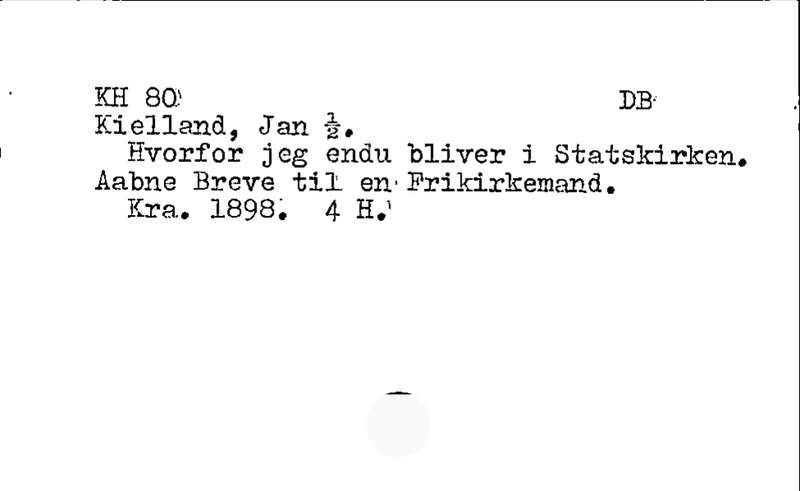 KH 80 DB
Kielland, Jan ½.
Hvorfor jeg endu bliver i Statskirken.
Aabne Breve til en Frikirkemand.
Kra. 1898. 4 H.